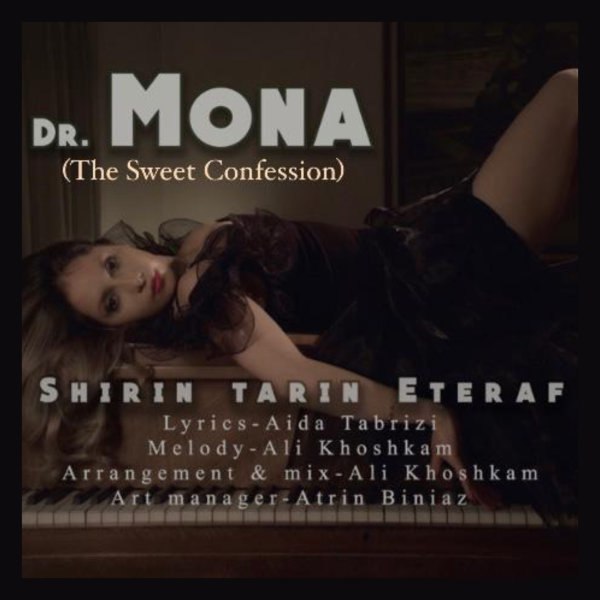 DR. MONA
(The Sweet Confession)
SHIRIN TARIN ETERAF
Lyrics-Aida Tabrizi
Melody-Ali Khoshkam
Arrangement & mix-Ali Khoshkam
Art manager-Atrin Biniaz